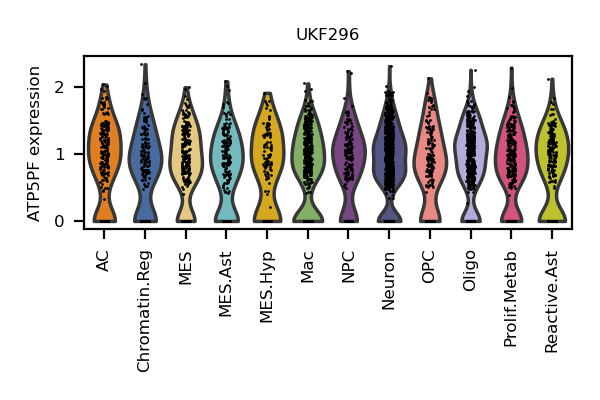 UKF296
ATP5PF expression
2
1
0
AC
Chromatin.Reg
MES
MES.Ast
MES.Hyp
Mac
NPC
Neuron
OPC
Oligo
Prolif.Metab
Reactive.Ast